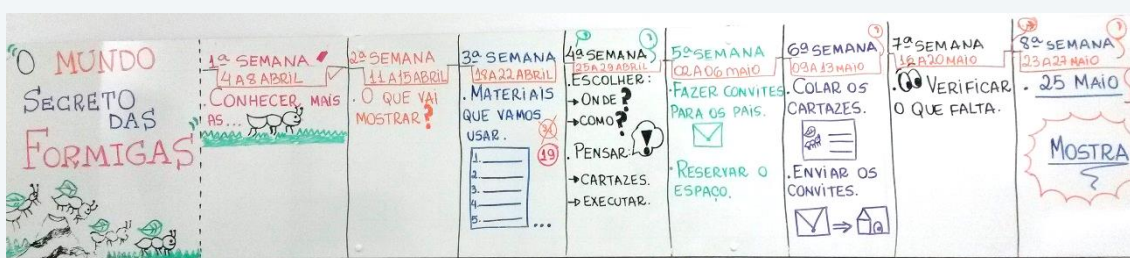 "O MUNDO
SEGRETO
DAS
FORMIGAS"
1ª SEMANA
4 A 8 ABRIL
.CONHECER MAIS
AS...
2ª SEMANA
11 A 15 ABRIL
. O QUE VAI
MOSTRAR?
3ª SEMANA
18 A 22 ABRIL
.MATERIAIS
QUE VAMOS
USAR.
19
1.
2.
3.
4.
5.
...
4ª SEMANA
25 A 29 ABRIL
.ESCOLHER:
→ONDE?
→COMO?
. PENSAR:
!
→CARTAZES.
→EXECUTAR.
5ª SEMANA
02 A 06 MAIO
·FAZER CONVITES
PARA OS PAIS.
·RESERVAR O
ESPAÇO.
6ª SEMANA
09 A 13 MAIO
.COLAR OS
CARTAZES.
.ENVIAR OS
CONVITES.
7ª SEMANA
16 A 20 MAIO
. VERIFICAR
O QUE FALTA.
8ª SEMANA
23 A 27 MAIO
. 25 MAIO
MOSTRA